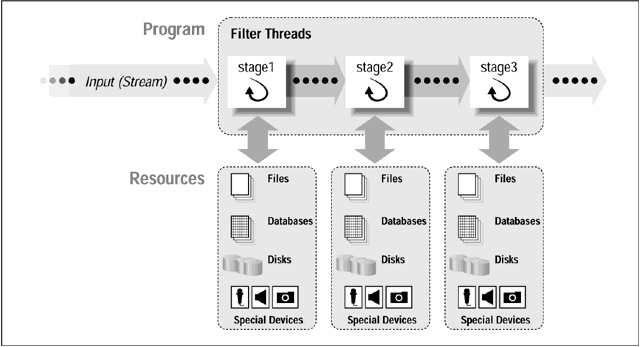 Program
Filter Threads
Input (Stream)
stage1
stage2
stage3
Resources
Files
Databases
Disks
Special Devices
Files
Databases
Disks
Special Devices
Files
Databases
Disks
Special Devices